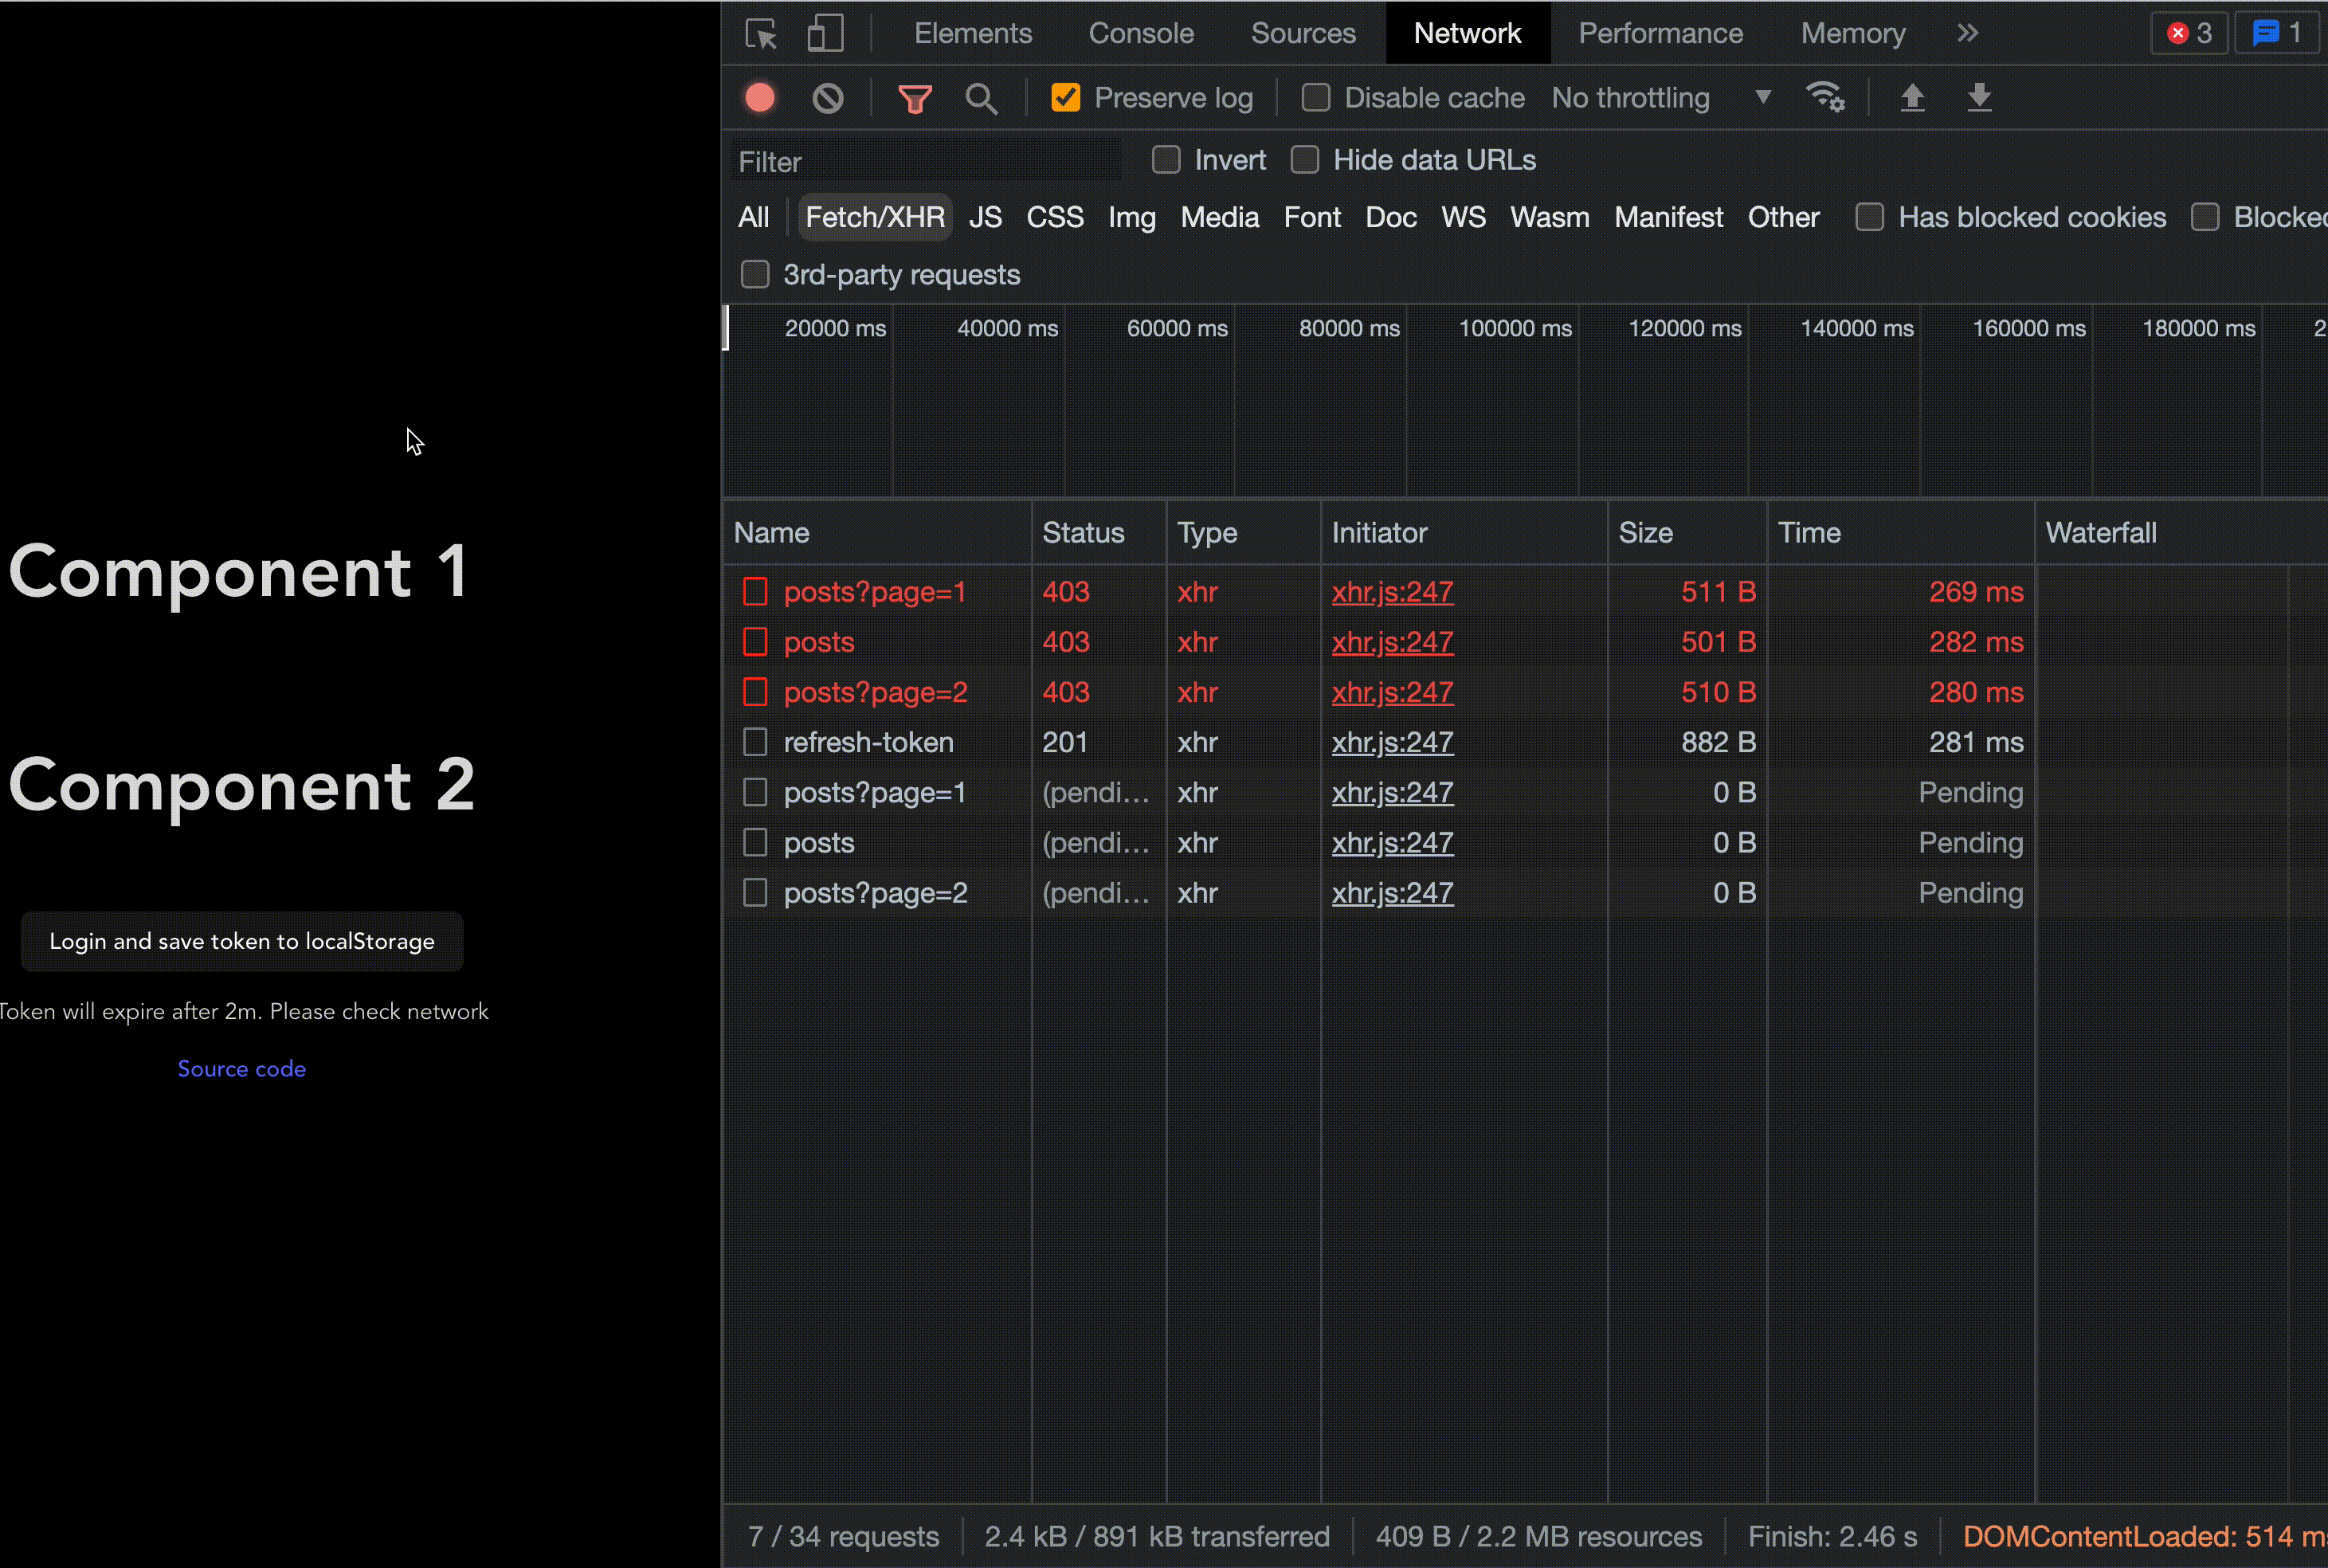 Component 1
Component 2
Login and save token to localStorage
Token will expire after 2m. Please check network
Source code
Elements Console Sources Network Performance Memory 3 1
Preserve log Disable cache No throttling
Filter Invert Hide data URLs
All Fetch/XHR JS CSS Img Media Font Doc WS Wasm Manifest Other Has blocked cookies Blocked
3rd-party requests
20000 ms 40000 ms 60000 ms 80000 ms 100000 ms 120000 ms 140000 ms 160000 ms 180000 ms 2
Name Status Type Initiator Size Time Waterfall
posts?page=1 403 xhr xhr.js:247 511 B 269 ms
posts 403 xhr xhr.js:247 501 B 282 ms
posts?page=2 403 xhr xhr.js:247 510 B 280 ms
refresh-token 201 xhr xhr.js:247 882 B 281 ms
posts?page=1 (pendi… xhr xhr.js:247 0 B Pending
posts (pendi… xhr xhr.js:247 0 B Pending
posts?page=2 (pendi… xhr xhr.js:247 0 B Pending
7 / 34 requests 2.4 kB / 891 kB transferred 409 B / 2.2 MB resources Finish: 2.46 s DOMContentLoaded: 514 ms